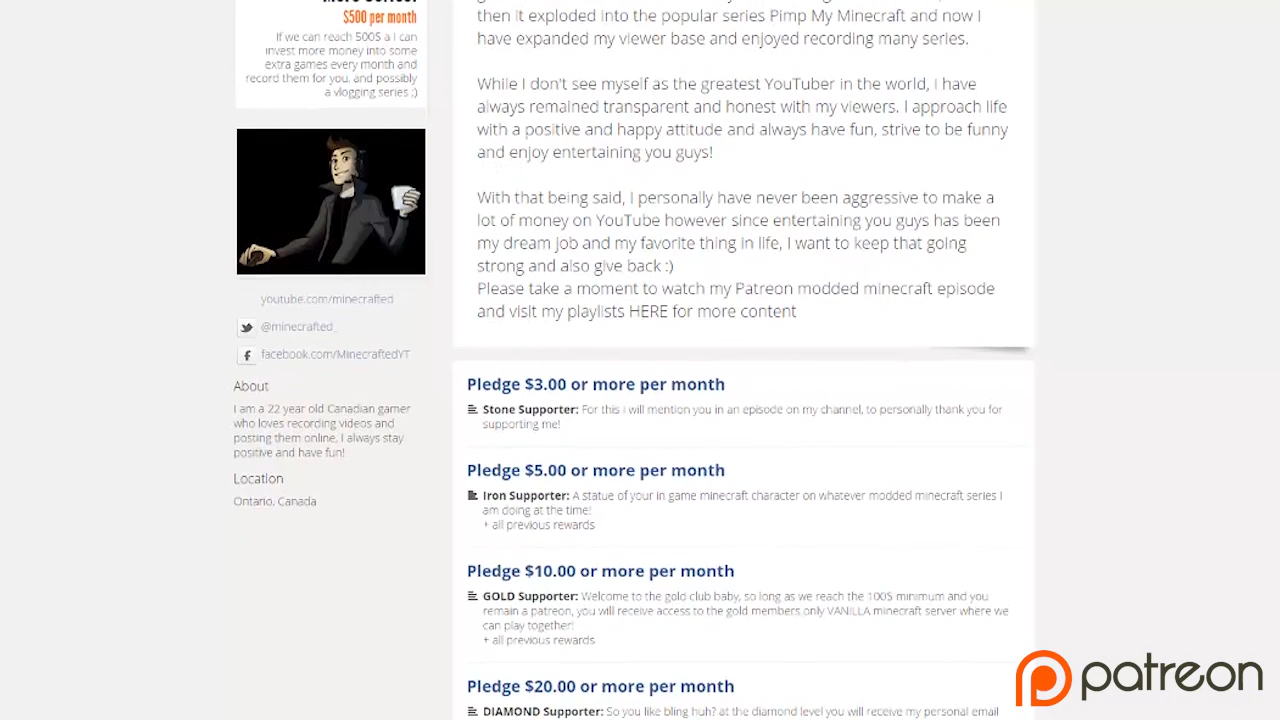 $500 per month
If we can reach 500$ a I can
invest more money into some
extra games every month and
record them for you, and possibly
a vlogging series ;)
youtube.com/minecrafted
@minecrafted_
facebook.com/MinecraftedYT
About
I am a 22 year old Canadian gamer
who loves recording videos and
posting them online, I always stay
positive and have fun!
Location
Ontario, Canada
then it exploded into the popular series Pimp My Minecraft and now I
have expanded my viewer base and enjoyed recording many series.
While I don't see myself as the greatest YouTuber in the world, I have
always remained transparent and honest with my viewers. I approach life
with a positive and happy attitude and always have fun, strive to be funny
and enjoy entertaining you guys!
With that being said, I personally have never been aggressive to make a
lot of money on YouTube however since entertaining you guys has been
my dream job and my favorite thing in life, I want to keep that going
strong and also give back :)
Please take a moment to watch my Patreon modded minecraft episode
and visit my playlists HERE for more content
Pledge $3.00 or more per month
Stone Supporter: For this i will mention you in an episode on my channel, to personally thank you for
supporting me!
Pledge $5.00 or more per month
Iron Supporter: A statue of your in game minecraft character on whatever modded minecraft series I
am doing at the time!
+ all previous rewards
Pledge $10.00 or more per month
GOLD Supporter: Welcome to the gold club baby, so long as we reach the 100$ minimum and you
remain a patreon, you will receive access to the gold members only VANILLA minecraft server where we
can play together!
+ all previous rewards
Pledge $20.00 or more per month
DIAMOND Supporter: So you like bling huh? at the diamond level you will receive my personal email
patreon